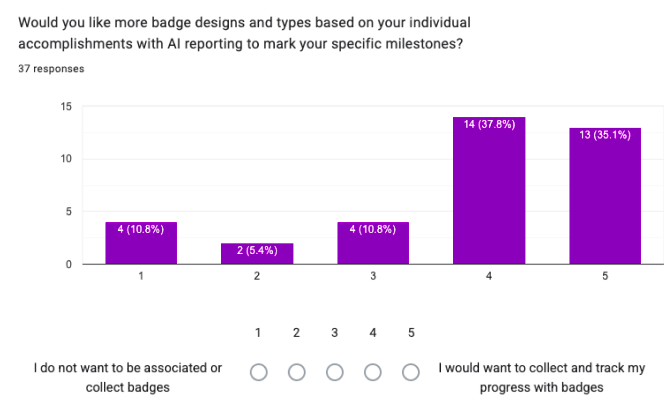 Would you like more badge designs and types based on your individual
accomplishments with AI reporting to mark your specific milestones?
37 responses
15
10
5
0
4 (10.8%)
2 (5.4%)
4 (10.8%)
14 (37.8%)
13 (35.1%)
1 2 3 4 5
1 2 3 4 5
I do not want to be associated or
collect badges
I would want to collect and track my
progress with badges